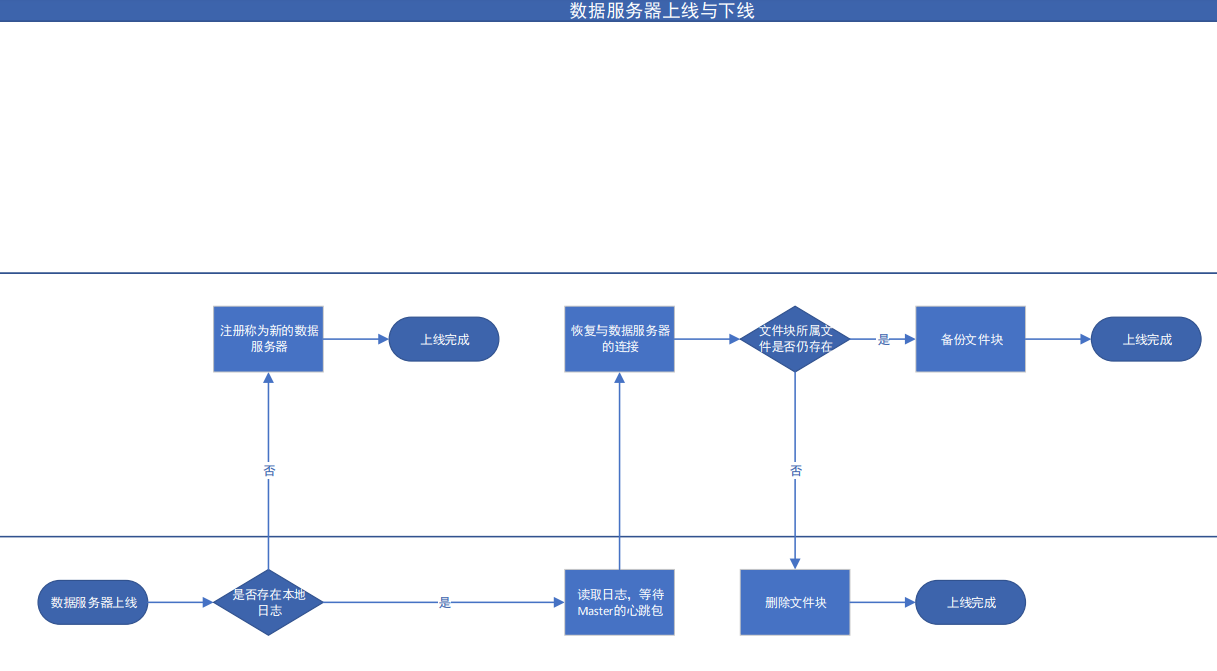 数据服务器上线与下线
注册称为新的数据
服务器
上线完成
恢复与数据服务器
的连接
文件块所属文
件是否仍存在
是
备份文件块
上线完成
否
否
数据服务器上线
是否存在本地
日志
是
读取日志，等待
Master的心跳包
删除文件块
上线完成